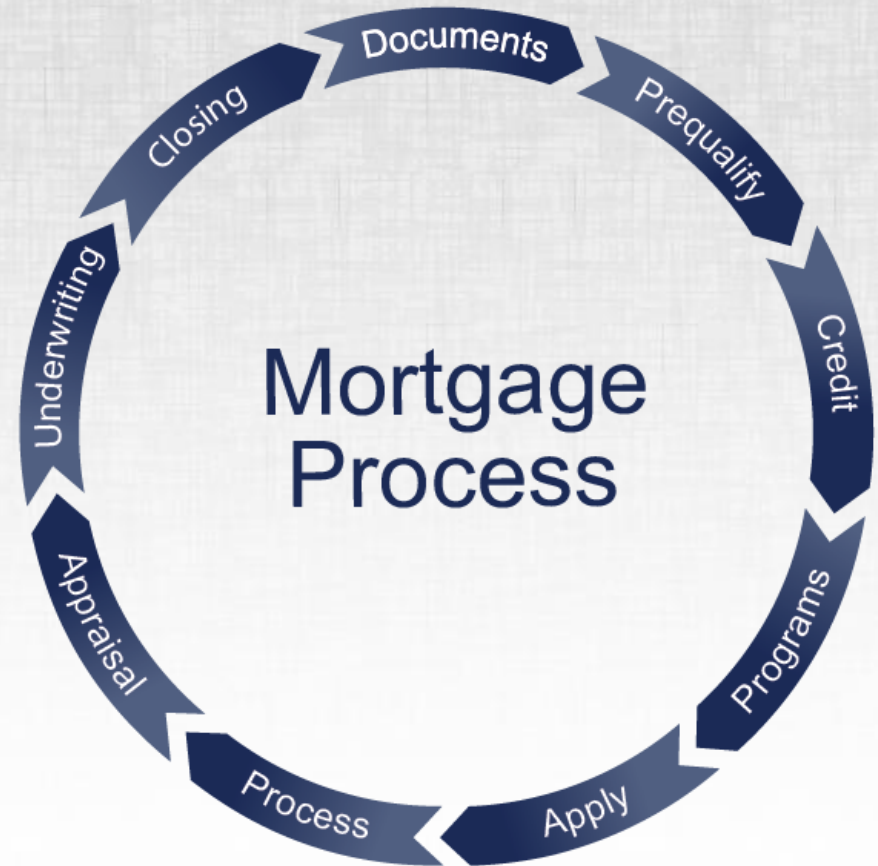 Documents
Prequalify
Credit
Programs
Apply
Process
Appraisal
Underwriting
Closing
Mortgage
Process